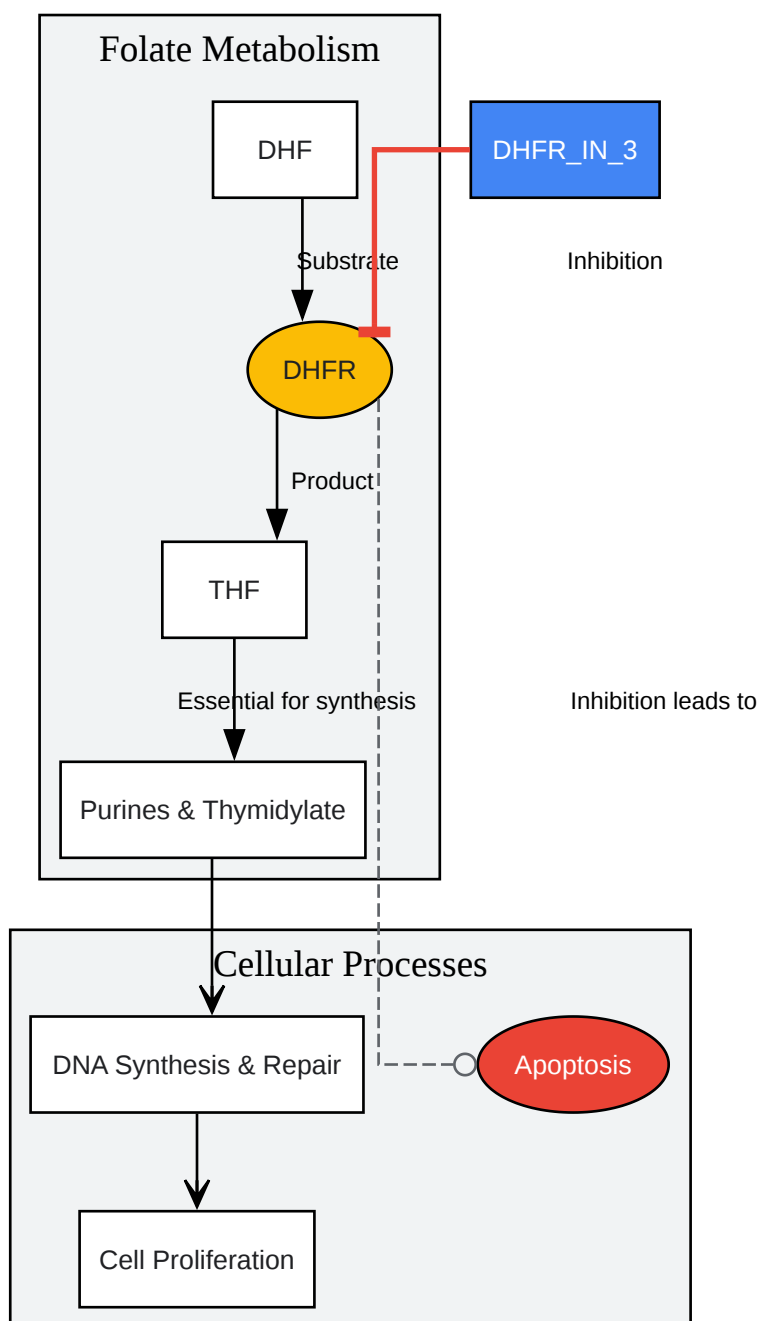 Folate Metabolism
DHF
DHFR_IN_3
Substrate
Inhibition
DHFR
Product
THF
Essential for synthesis
Inhibition leads to
Purines & Thymidylate
Cellular Processes
DNA Synthesis & Repair
Apoptosis
Cell Proliferation